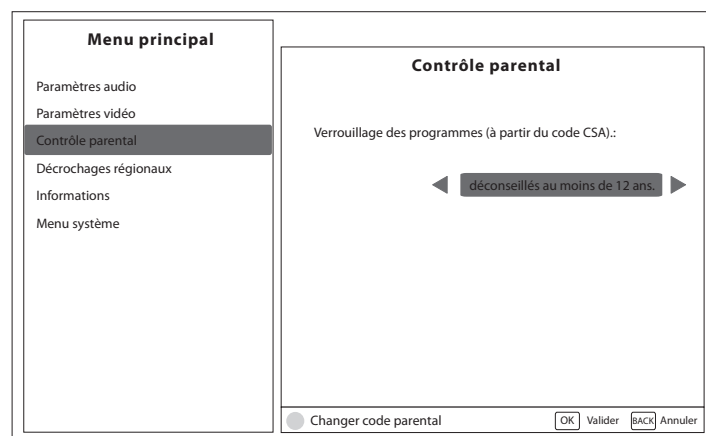 Menu principal
Paramètres audio
Paramètres vidéo
Contrôle parental
Décrochages régionaux
Informations
Menu système
Contrôle parental
Verrouillage des programmes (à partir du code CSA).:
déconseillés au moins de 12 ans.
Changer code parental
OK Valider BACK Annuler